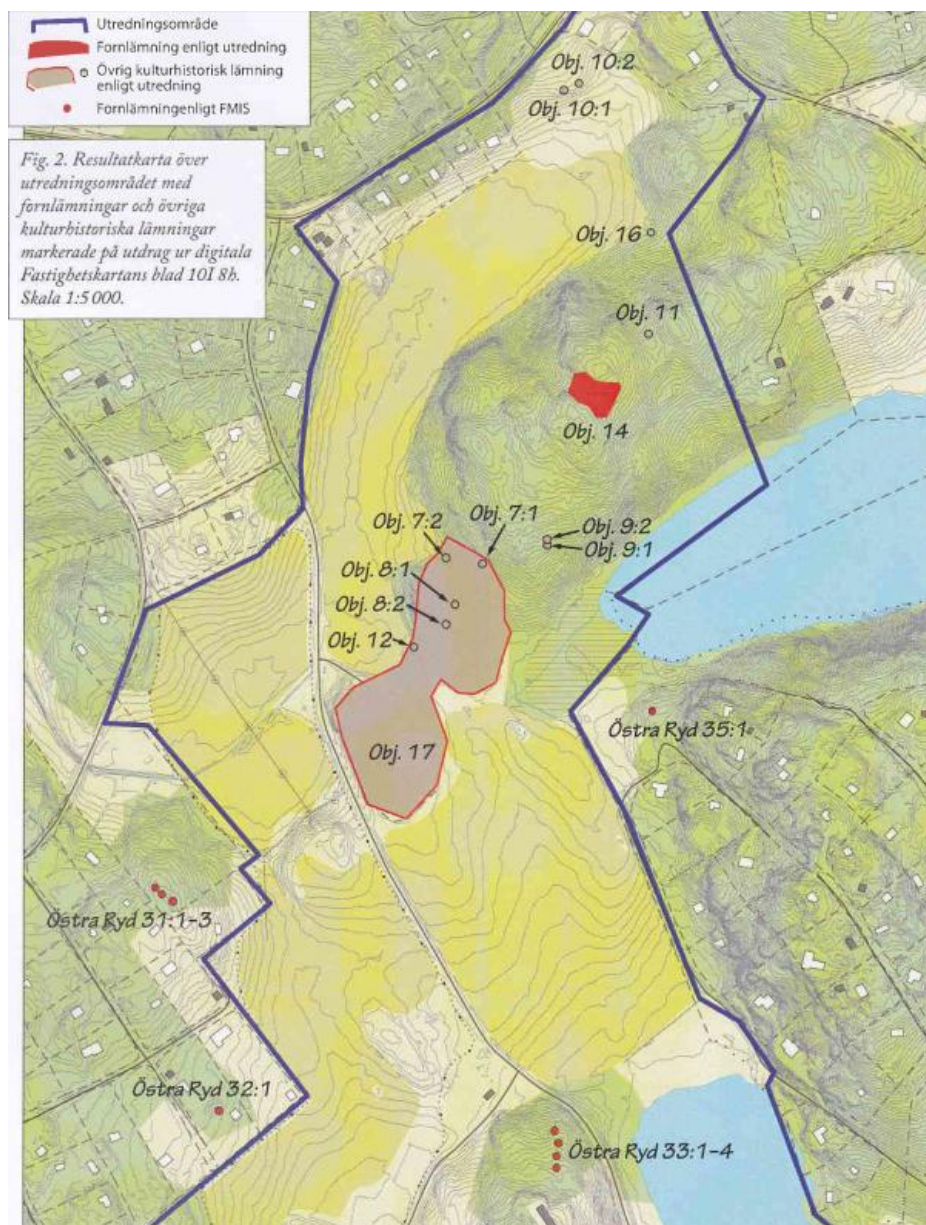 Utredningsområde
Fornlämning enligt utredning
Övrig kulturhistorisk lämning
enligt utredning
Fornlämningenligt FMIS
Fig. 2. Resultatkarta över
utredningsområdet med
fornlämningar och övriga
kulturhistoriska lämningar
markerade på utdrag ur digitala
Fastighetskartans blad 10I 8h.
Skala 1:5 000.
Obj. 10:2
Obj. 10:1
Obj. 16
Obj. 11
Obj. 14
Obj. 7:2
Obj. 7:1
Obj. 9:2
Obj. 9:1
Obj. 8:1
Obj. 8:2
Obj. 12
Östra Ryd 35:1
Obj. 17
Östra Ryd 31:1-3
Östra Ryd 32:1
Östra Ryd 33:1-4